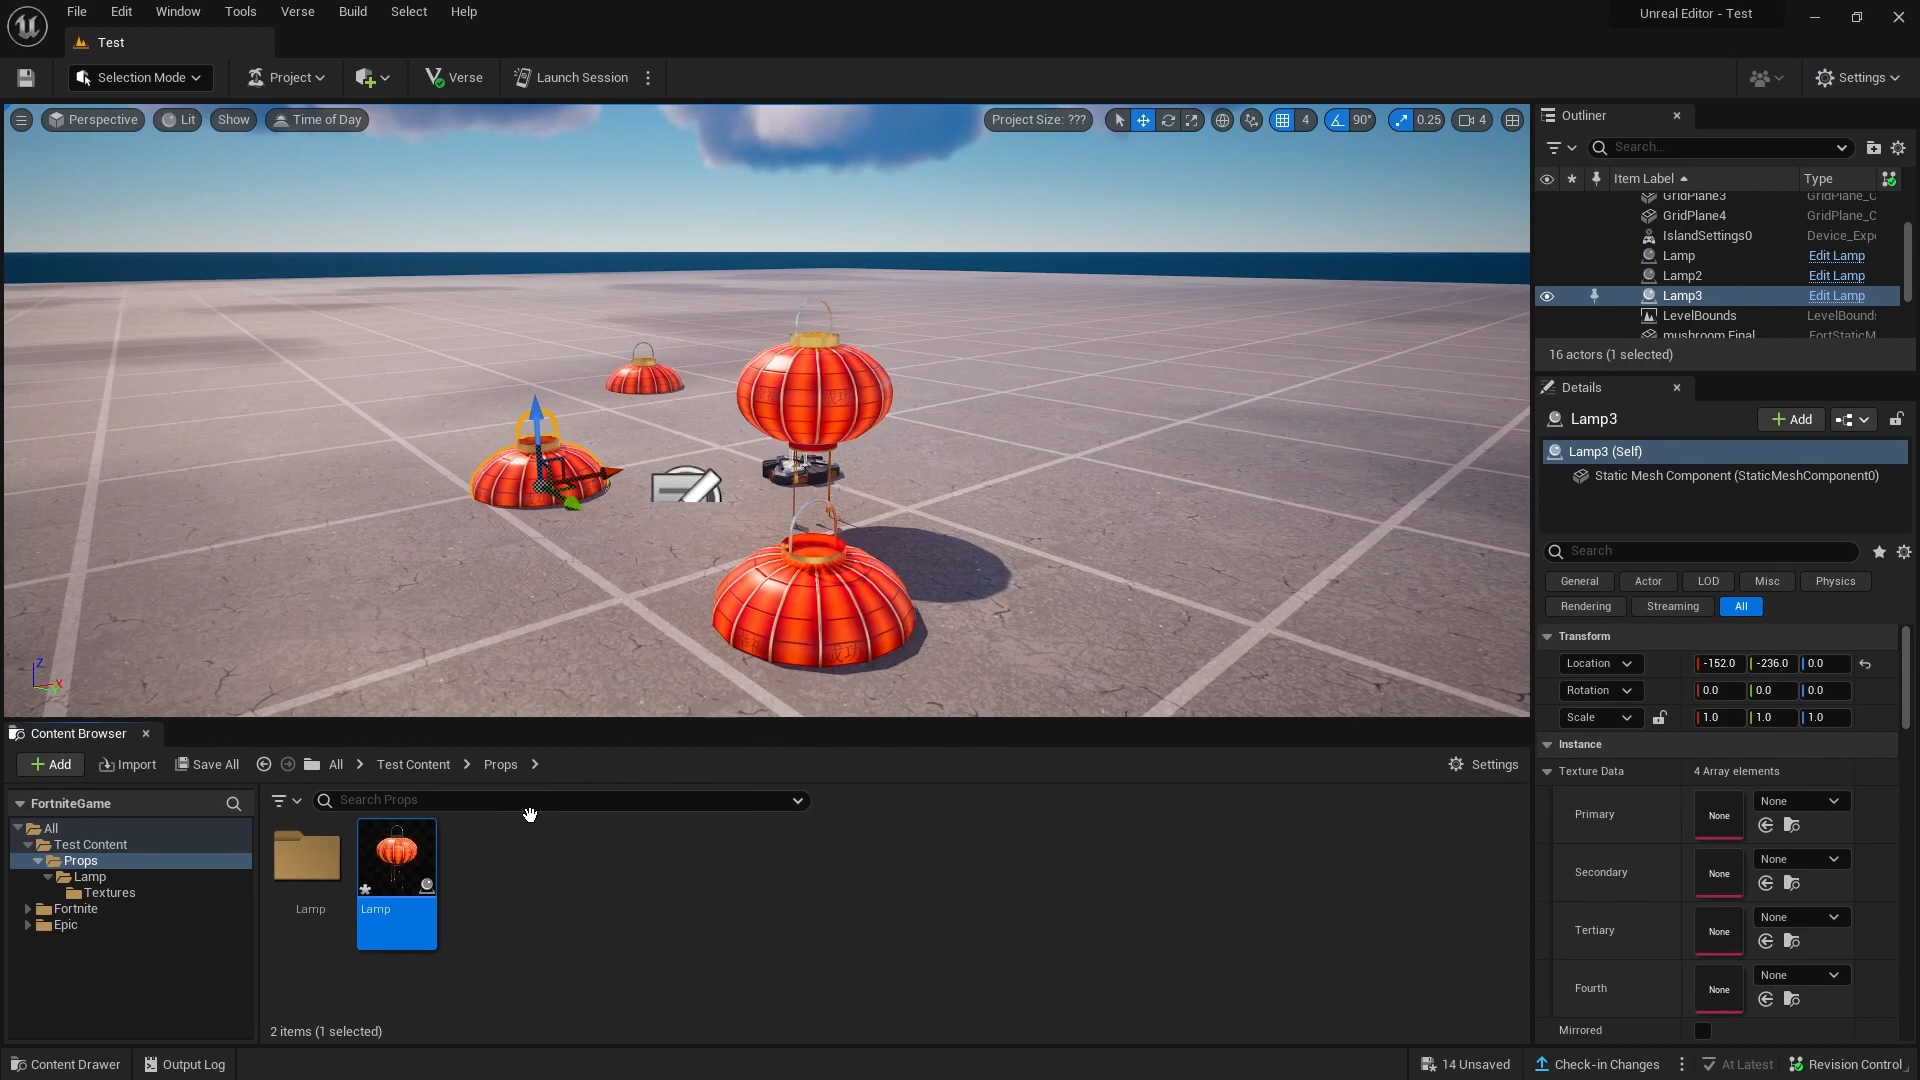 File Edit Window Tools Verse Build Select Help
Unreal Editor - Test
Test
Selection Mode
Project
Verse
Launch Session
Settings
Perspective
Lit
Show
Time of Day
Project Size: ???
4
90°
0.25
4
Outliner
Search...
Item Label
Type
GridPlane3 GridPlane_C
GridPlane4 GridPlane_C
IslandSettings0 Device_Expe
Lamp Edit Lamp
Lamp2 Edit Lamp
Lamp3 Edit Lamp
LevelBounds LevelBounds
mushroom Final FortStaticM
16 actors (1 selected)
Details
Lamp3
Add
Lamp3 (Self)
Static Mesh Component (StaticMeshComponent0)
Search
General Actor LOD Misc Physics
Rendering Streaming All
Transform
Location -152.0 -236.0 0.0
Rotation 0.0 0.0 0.0
Scale 1.0 1.0 1.0
Instance
Texture Data 4 Array elements
Primary None None
Secondary None None
Tertiary None None
Fourth None None
Mirrored
成功
成功
Z
X
Content Browser
Add
Import
Save All
All
Test Content
Props
Settings
FortniteGame
Search Props
All
Test Content
Props
Lamp
Textures
Fortnite
Epic
Lamp
Lamp
2 items (1 selected)
Content Drawer
Output Log
14 Unsaved
Check-in Changes
At Latest
Revision Control